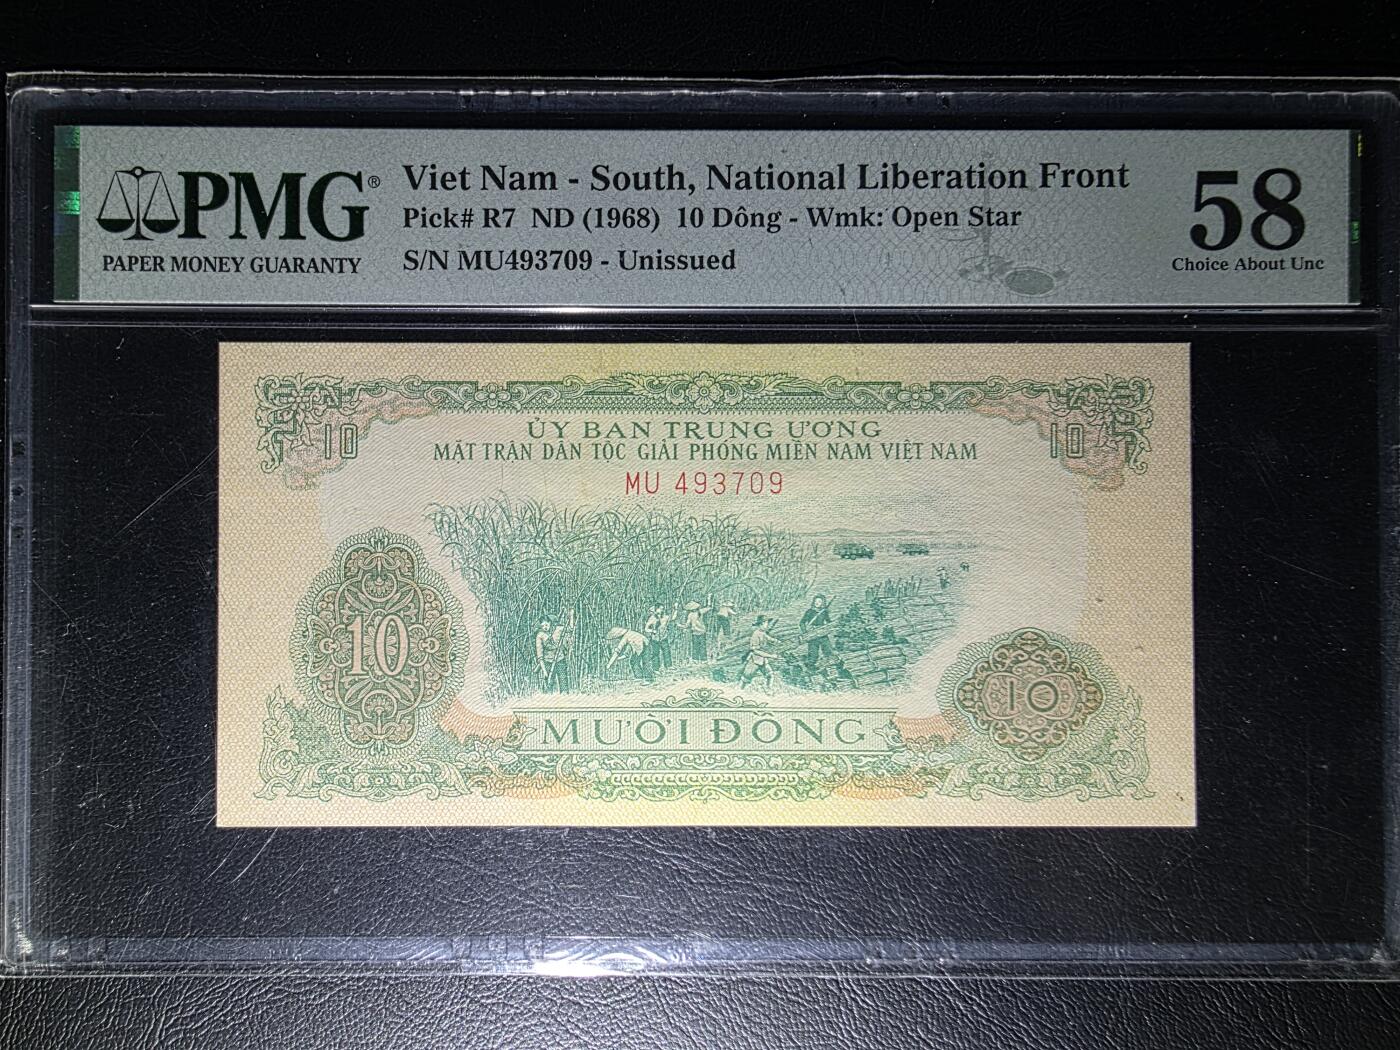 PMG®
PAPER MONEY GUARANTY
Viet Nam - South, National Liberation Front
Pick# R7 ND (1968) 10 Dông - Wmk: Open Star
S/N MU493709 - Unissued
58
Choice About Unc
10
10
ỦY BAN TRUNG ƯƠNG
MẶT TRẬN DÂN TỘC GIẢI PHÓNG MIỀN NAM VIỆT NAM
MU 493709
10
10
MƯỜI ĐỒNG